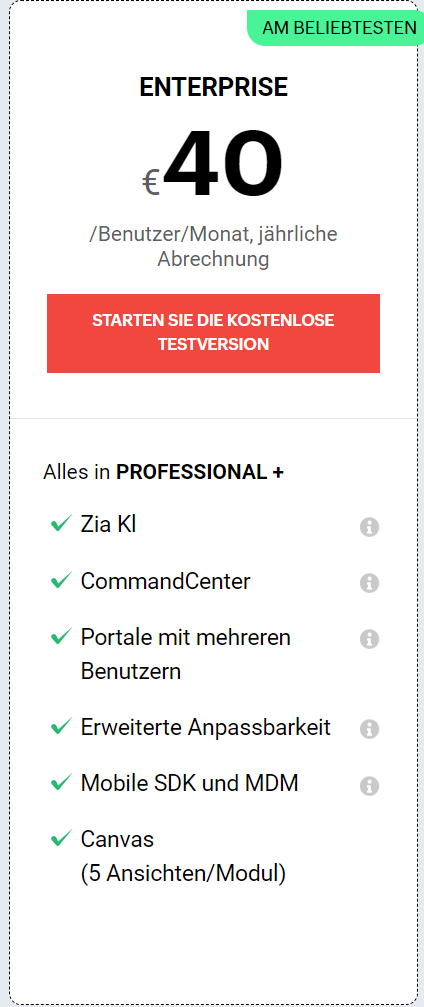 AM BELIEBTESTEN
ENTERPRISE
€40
/Benutzer/Monat, jährliche
Abrechnung
STARTEN SIE DIE KOSTENLOSE
TESTVERSION
Alles in PROFESSIONAL +
Zia Kl
CommandCenter
Portale mit mehreren
Benutzern
Erweiterte Anpassbarkeit
Mobile SDK und MDM
Canvas
(5 Ansichten/Modul)